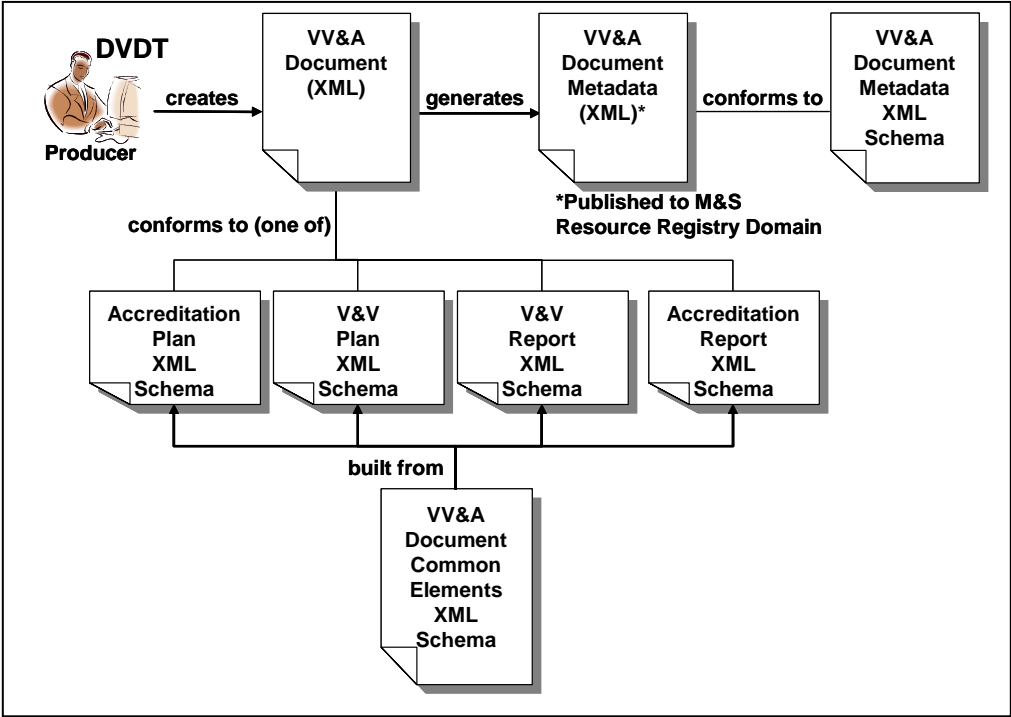 DVDT
Producer
creates
VV&A
Document
(XML)
generates
VV&A
Document
Metadata
(XML)*
conforms to
VV&A
Document
Metadata
XML
Schema
*Published to M&S
Resource Registry Domain
conforms to (one of)
Accreditation
Plan
XML
Schema
V&V
Plan
XML
Schema
V&V
Report
XML
Schema
Accreditation
Report
XML
Schema
built from
VV&A
Document
Common
Elements
XML
Schema